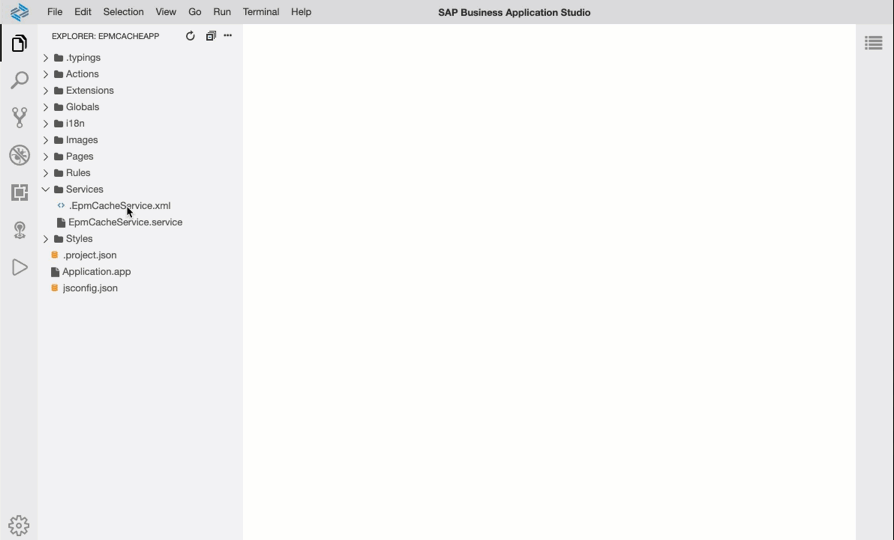 File Edit Selection View Go Run Terminal Help SAP Business Application Studio
EXPLORER: EPMCACHEAPP
.typings
Actions
Extensions
Globals
i18n
Images
Pages
Rules
Services
.EpmCacheService.xml
EpmCacheService.service
Styles
.project.json
Application.app
jsconfig.json